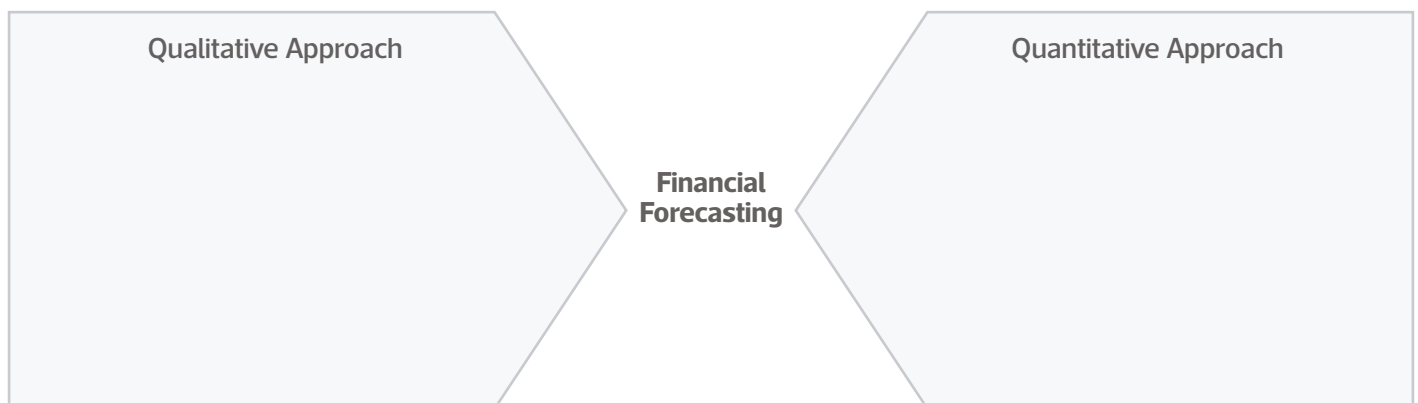 Qualitative Approach
Quantitative Approach
Financial
Forecasting